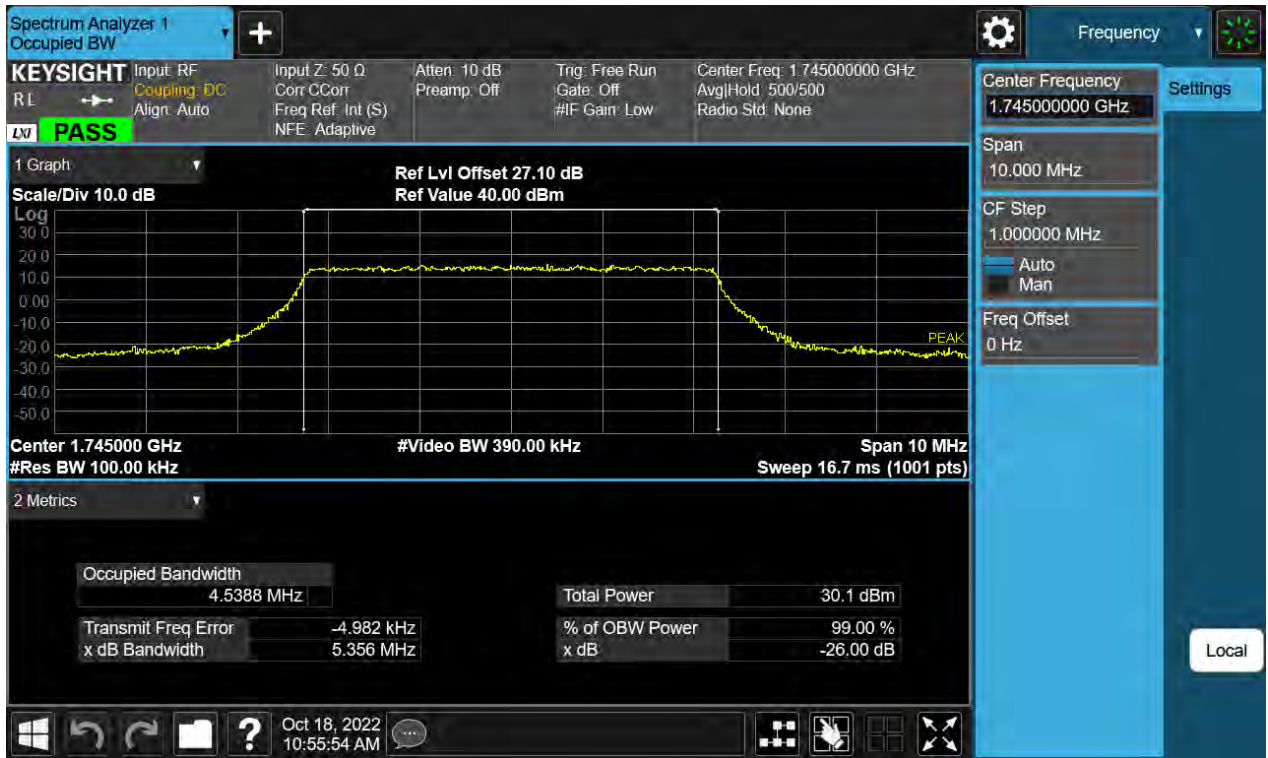 Spectrum Analyzer 1
Occupied BW
+
Frequency
KEYSIGHT
RL
LXI
PASS
Input: RF
Coupling: DC
Align: Auto
Input Z: 50 Ω
Corr CCorr
Freq Ref: Int (S)
NFE: Adaptive
Atten: 10 dB
Preamp: Off
Trig: Free Run
Gate: Off
#IF Gain: Low
Center Freq: 1.745000000 GHz
Avg|Hold: 500/500
Radio Std: None
Center Frequency
1.745000000 GHz
Settings
Span
10.000 MHz
CF Step
1.000000 MHz
Auto
Man
Freq Offset
0 Hz
Local
1 Graph
Scale/Div 10.0 dB
Ref Lvl Offset 27.10 dB
Ref Value 40.00 dBm
Log
30.0
20.0
10.0
0.00
-10.0
-20.0
-30.0
-40.0
-50.0
PEAK
Center 1.745000 GHz
#Video BW 390.00 kHz
Span 10 MHz
#Res BW 100.00 kHz
Sweep 16.7 ms (1001 pts)
2 Metrics
Occupied Bandwidth
4.5388 MHz
Total Power 30.1 dBm
Transmit Freq Error -4.982 kHz
% of OBW Power 99.00 %
x dB Bandwidth 5.356 MHz
x dB -26.00 dB
?
Oct 18, 2022
10:55:54 AM